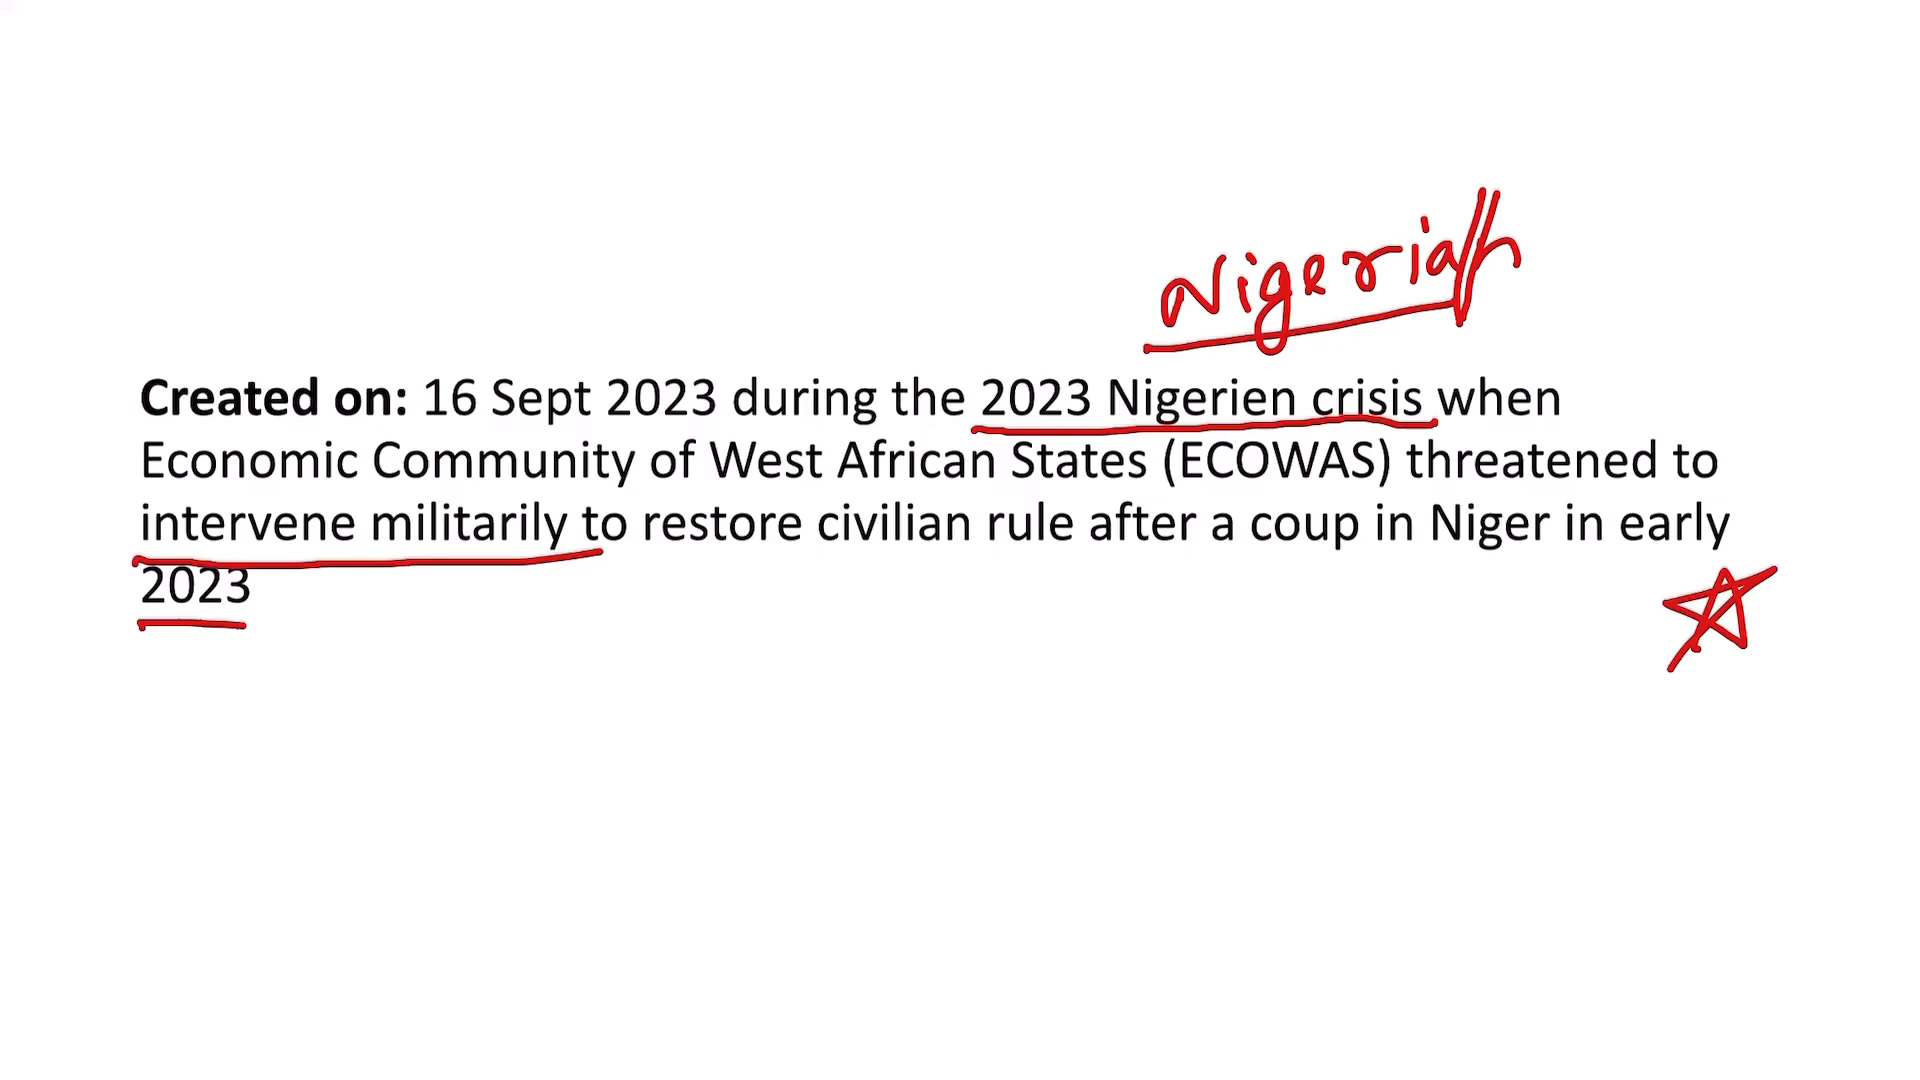 Nigerian
Created on: 16 Sept 2023 during the 2023 Nigerien crisis when
Economic Community of West African States (ECOWAS) threatened to
intervene militarily to restore civilian rule after a coup in Niger in early
2023